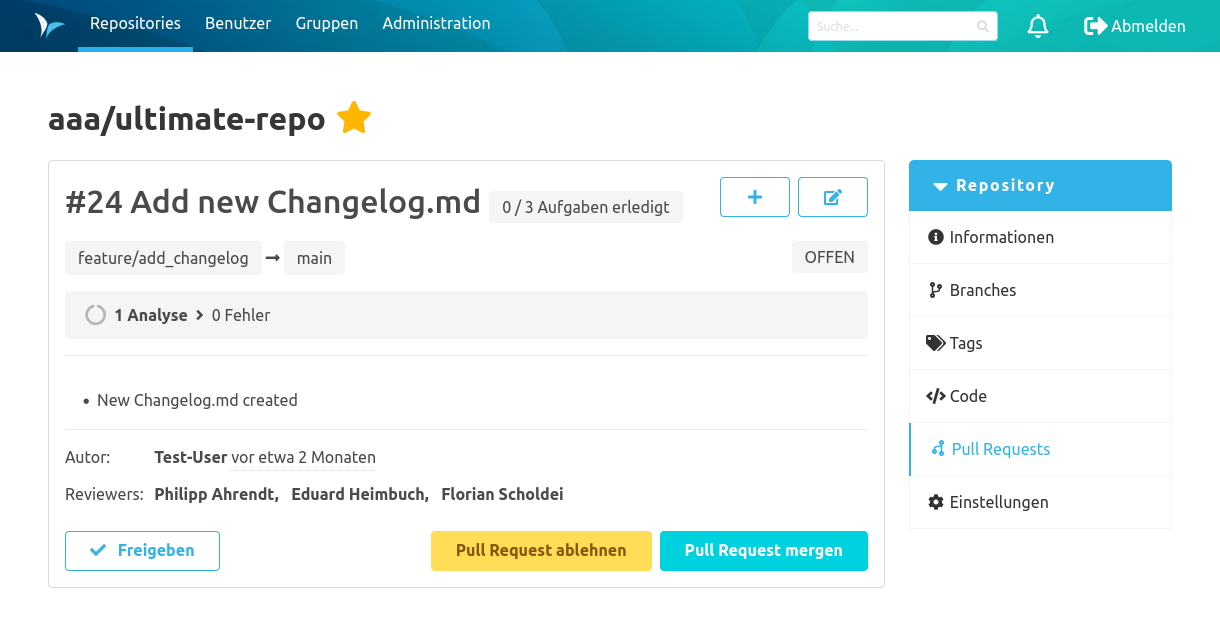 Repositories Benutzer Gruppen Administration Suche... Abmelden
aaa/ultimate-repo
#24 Add new Changelog.md 0 / 3 Aufgaben erledigt
feature/add_changelog → main OFFEN
1 Analyse > 0 Fehler
• New Changelog.md created
Autor: Test-User vor etwa 2 Monaten
Reviewers: Philipp Ahrendt, Eduard Heimbuch, Florian Scholdei
Freigeben Pull Request ablehnen Pull Request mergen
Repository
Informationen
Branches
Tags
Code
Pull Requests
Einstellungen